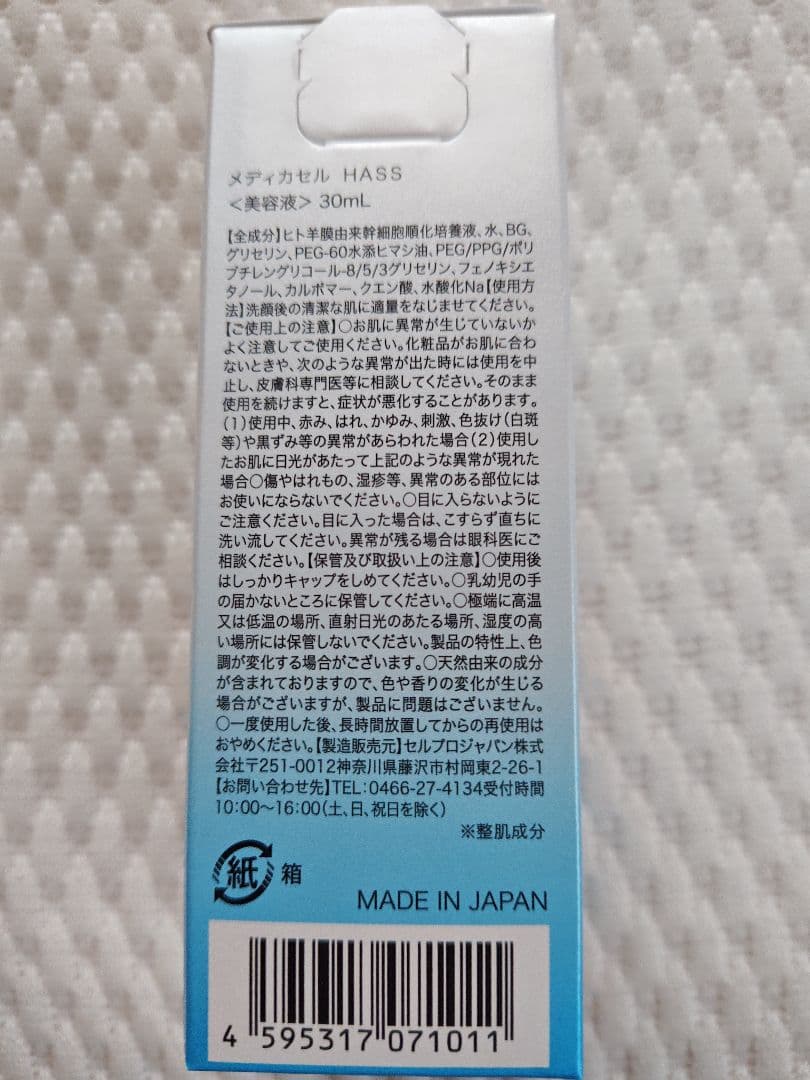 メディカセル HASS
＜美容液＞ 30mL
【全成分】ヒト羊膜由来幹細胞順化培養液、水、BG、
グリセリン、PEG-60水添ヒマシ油、PEG/PPG/ポリ
ブチレングリコール-8/5/3グリセリン、フェノキシエ
タノール、カルボマー、クエン酸、水酸化Na【使用方
法】洗顔後の清潔な肌に適量をなじませてください。
【ご使用上の注意】○お肌に異常が生じていないか
よく注意してご使用ください。化粧品がお肌に合わ
ないときや、次のような異常が出た時には使用を中
止し、皮膚科専門医等に相談してください。そのまま
使用を続けますと、症状が悪化することがあります。
(1)使用中、赤み、はれ、かゆみ、刺激、色抜け(白斑
等)や黒ずみ等の異常があらわれた場合(2)使用し
たお肌に日光があたって上記のような異常が現れた
場合○傷やはれもの、湿疹等、異常のある部位には
お使いにならないでください。○目に入らないように
ご注意ください。目に入った場合は、こすらず直ちに
洗い流してください。異常が残る場合は眼科医にご
相談ください。【保管及び取扱い上の注意】○使用後
はしっかりキャップをしめてください。○乳幼児の手
の届かないところに保管してください。○極端に高温
又は低温の場所、直射日光のあたる場所、湿度の高
い場所には保管しないでください。製品の特性上、色
調が変化する場合がございます。○天然由来の成分
が含まれておりますので、色や香りの変化が生じる
場合がございますが、製品に問題はございません。
○一度使用した後、長時間放置してからの再使用は
おやめください。【製造販売元】セルプロジャパン株式
会社〒251-0012神奈川県藤沢市村岡東2-26-1
【お問い合わせ先】TEL:0466-27-4134受付時間
10:00〜16:00(土、日、祝日を除く)
※整肌成分
紙 箱
MADE IN JAPAN
4 595317 071011